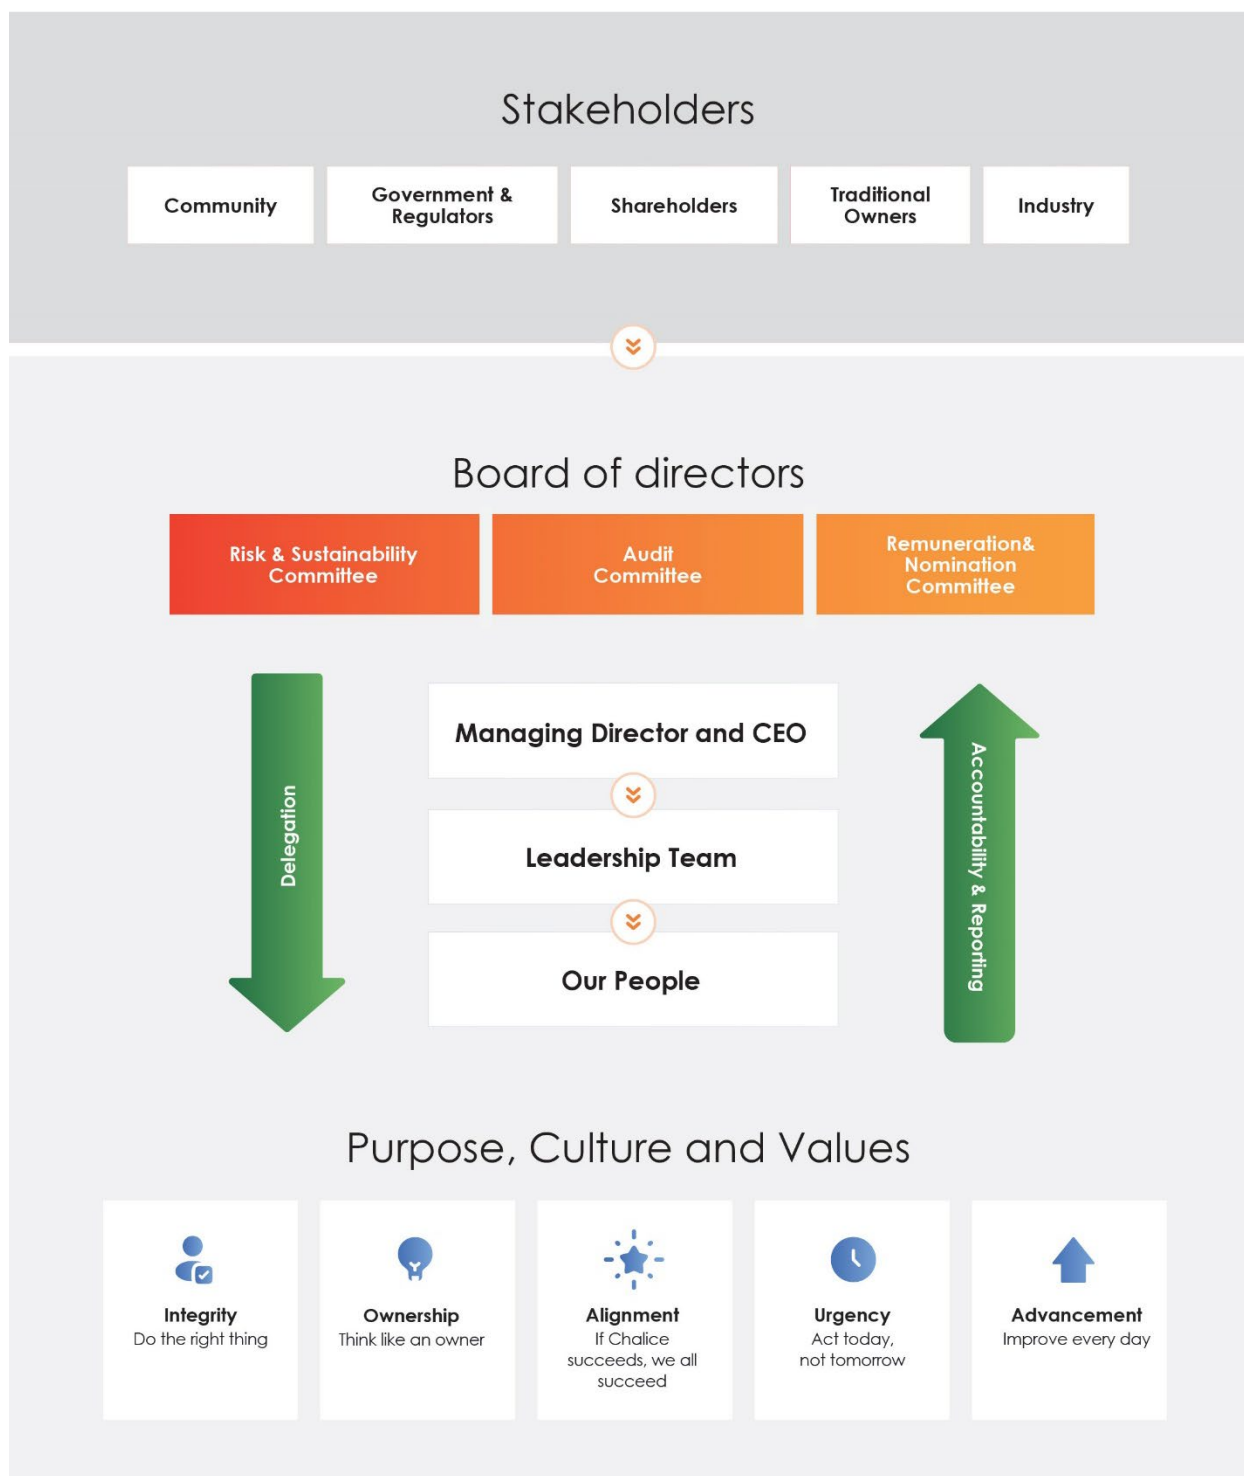 Stakeholders
Community
Government &
Regulators
Shareholders
Traditional
Owners
Industry
Board of directors
Risk & Sustainability
Committee
Audit
Committee
Remuneration&
Nomination
Committee
Delegation
Managing Director and CEO
Leadership Team
Our People
Accountability & Reporting
Purpose, Culture and Values
Integrity
Do the right thing
Ownership
Think like an owner
Alignment
If Chalice
succeeds, we all
succeed
Urgency
Act today,
not tomorrow
Advancement
Improve every day